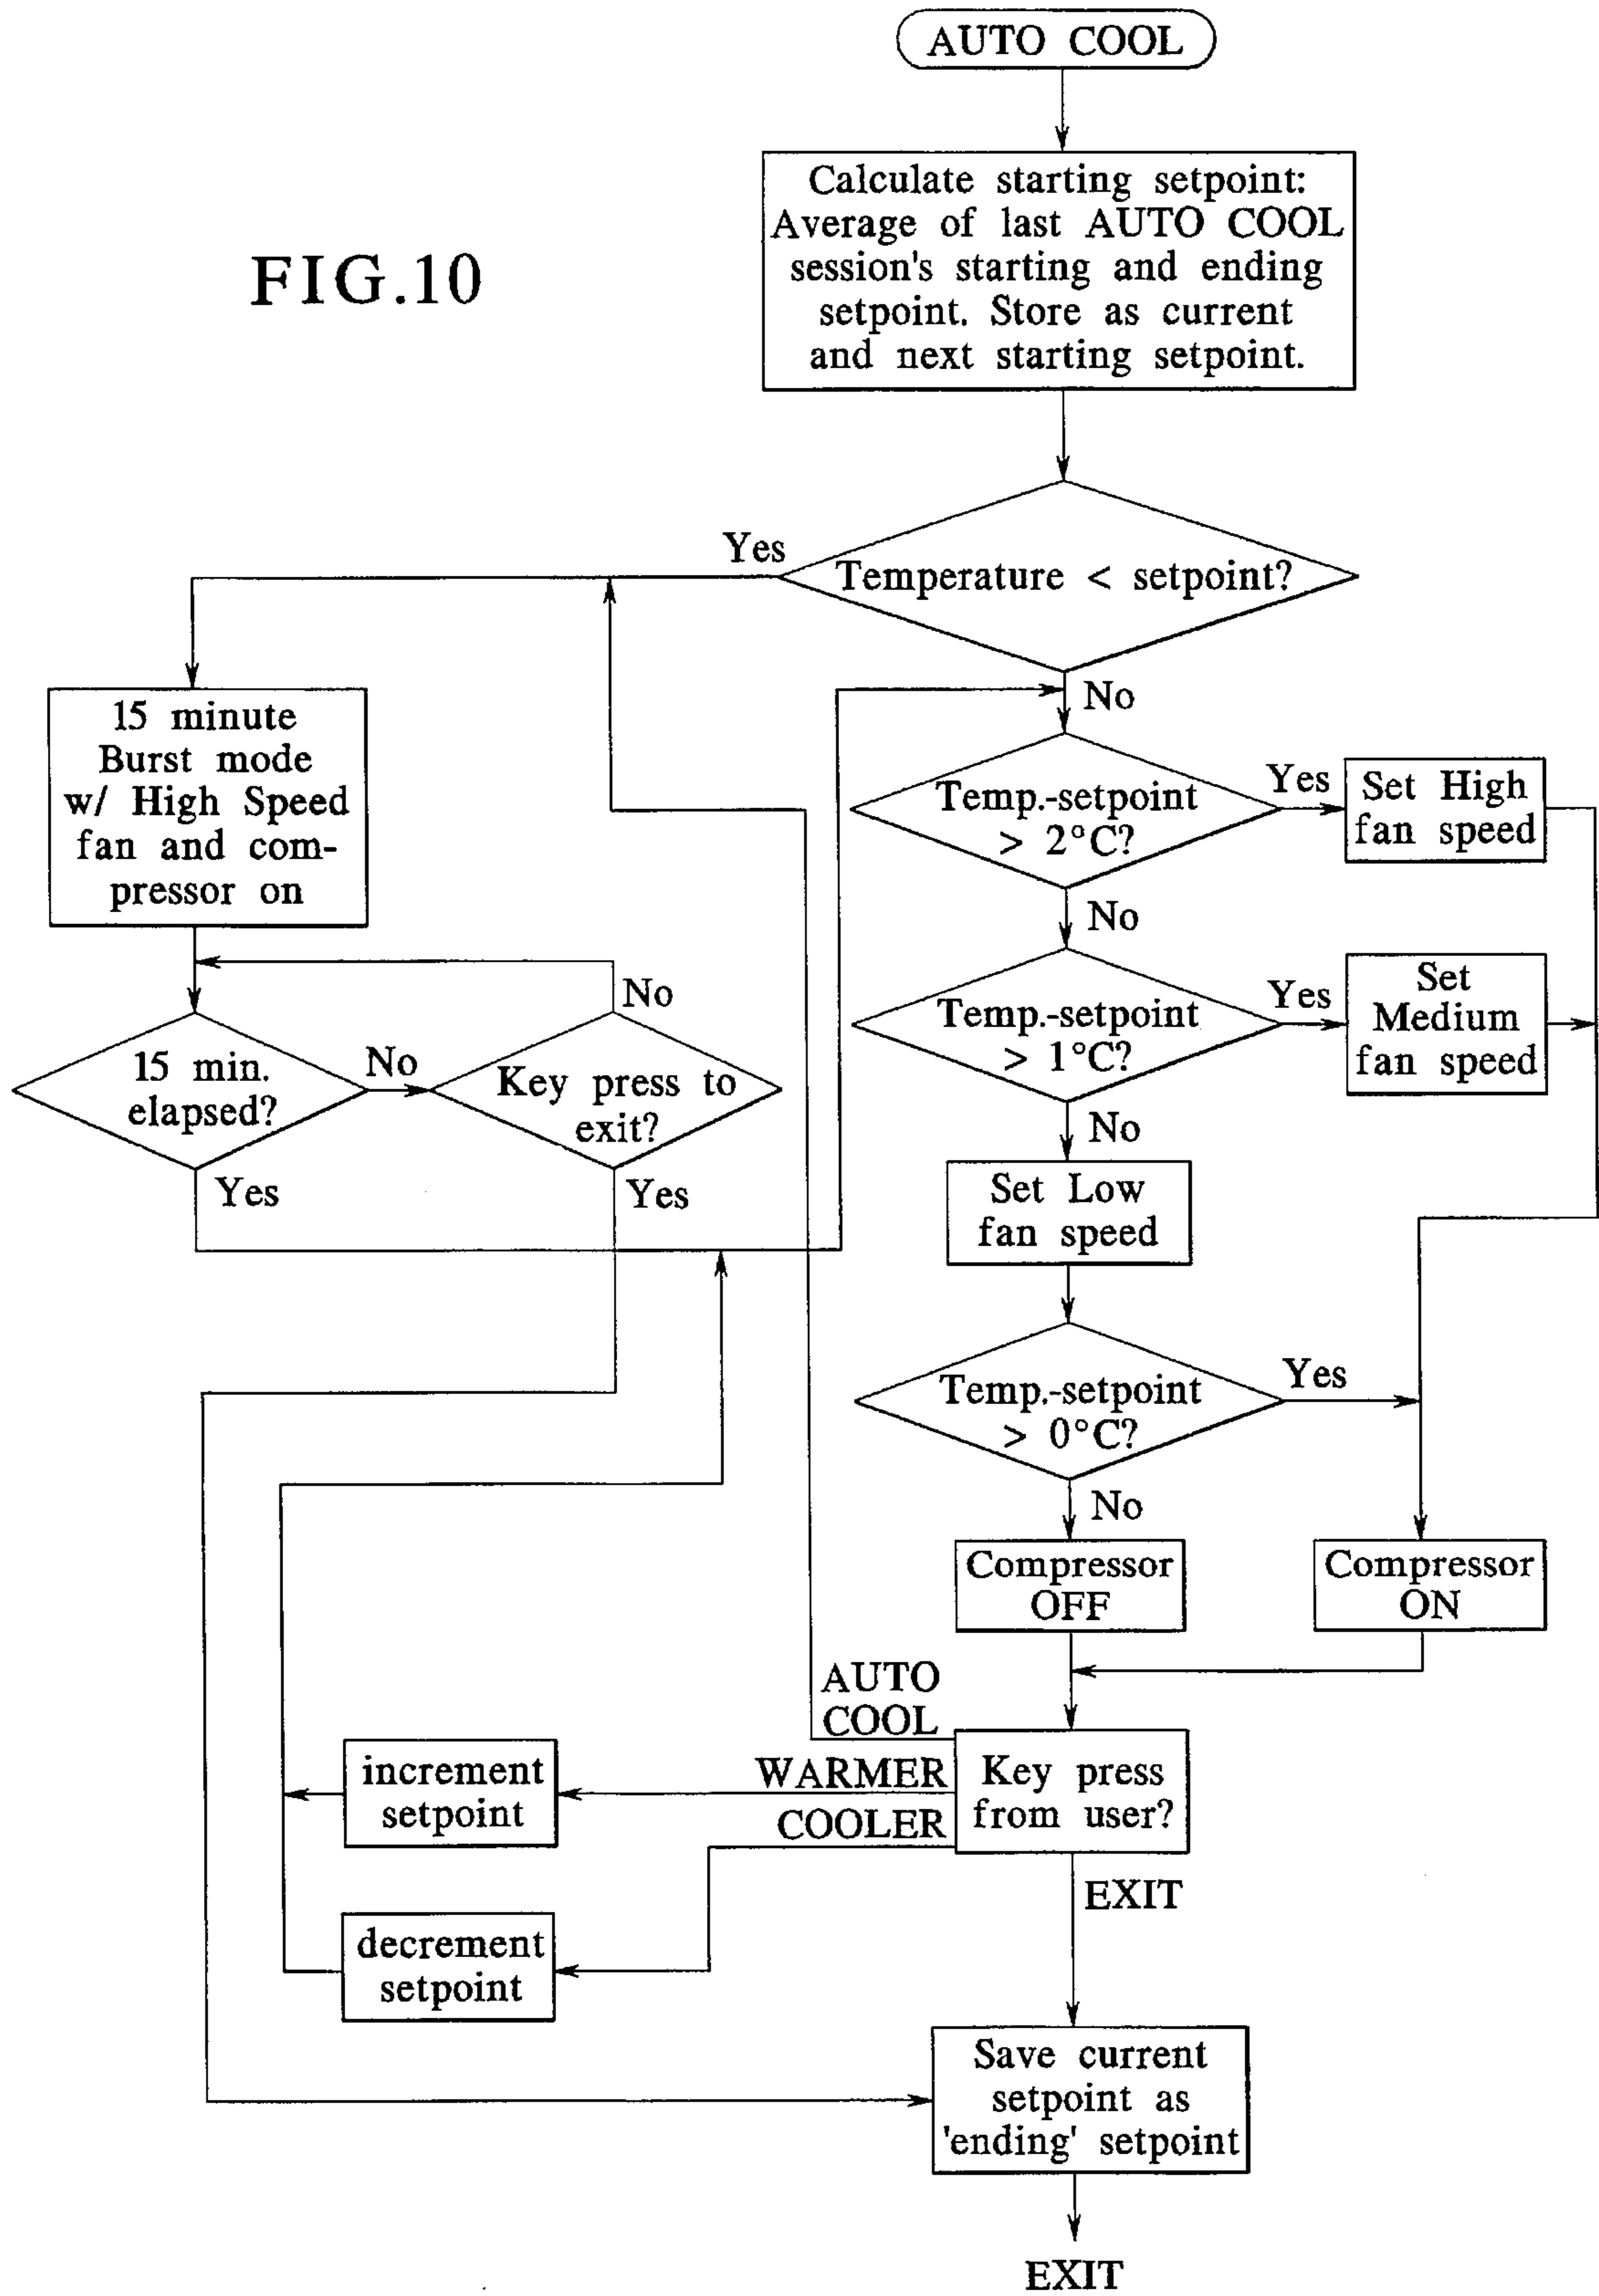 AUTO COOL
Calculate starting setpoint:
Average of last AUTO COOL
session's starting and ending
setpoint. Store as current
and next starting setpoint.
FIG.10
Yes
Temperature < setpoint?
No
15 minute
Burst mode
w/ High Speed
fan and com-
pressor on
Temp.-setpoint
> 2°C?
Yes
Set High
fan speed
No
No
Temp.-setpoint
> 1°C?
Yes
Set
Medium
fan speed
15 min.
elapsed?
No
Key press to
exit?
No
Yes
Yes
Set Low
fan speed
Temp.-setpoint
> 0°C?
Yes
No
Compressor
OFF
Compressor
ON
AUTO
COOL
WARMER
COOLER
Key press
from user?
increment
setpoint
EXIT
decrement
setpoint
Save current
setpoint as
'ending' setpoint
EXIT